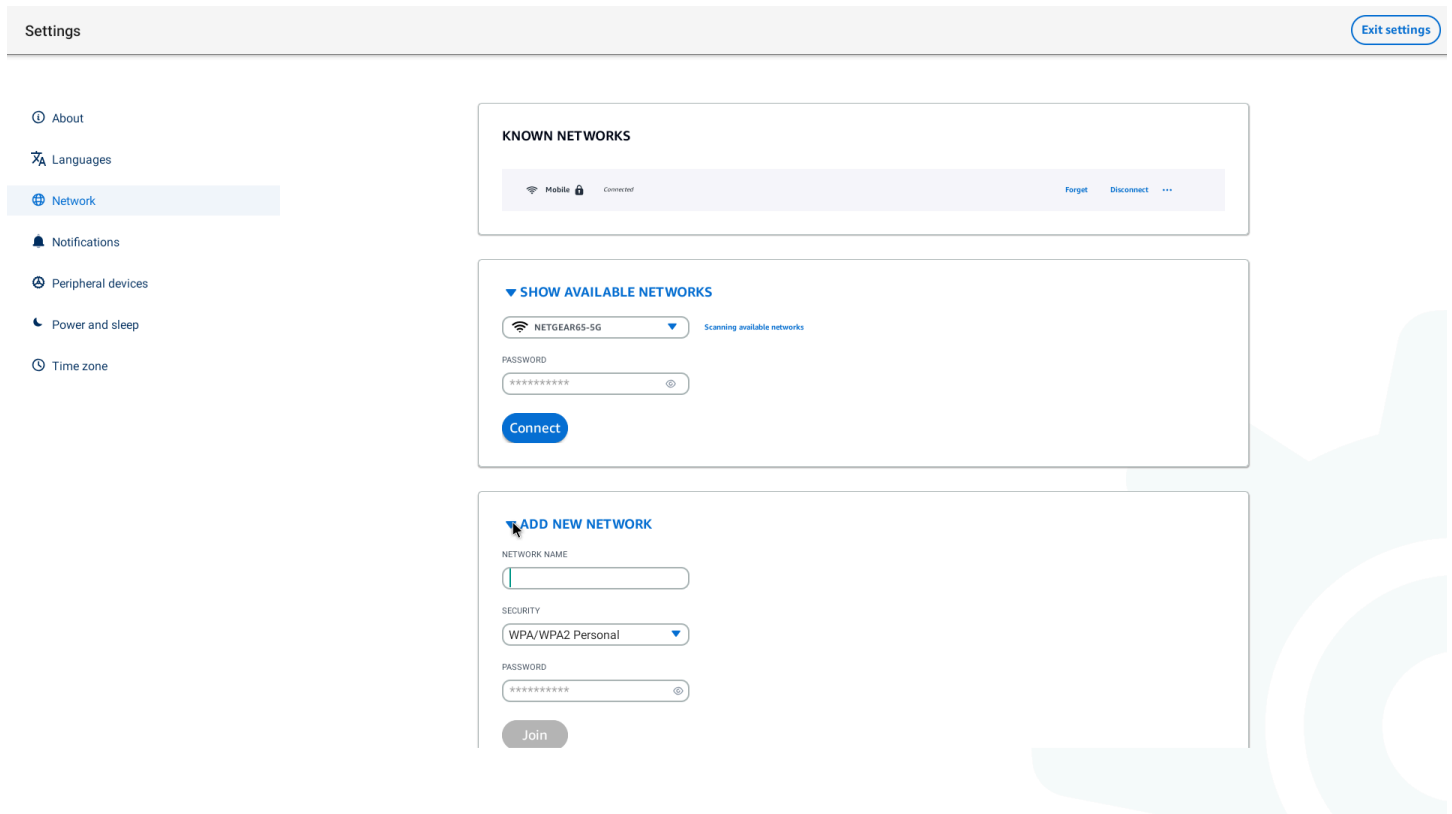 Settings
Exit settings
About
Languages
Network
Notifications
Peripheral devices
Power and sleep
Time zone
KNOWN NETWORKS
Mobile Connected Forget Disconnect ...
SHOW AVAILABLE NETWORKS
NETGEAR65-5G Scanning available networks
PASSWORD
**********
Connect
ADD NEW NETWORK
NETWORK NAME
SECURITY
WPA/WPA2 Personal
PASSWORD
**********
Join